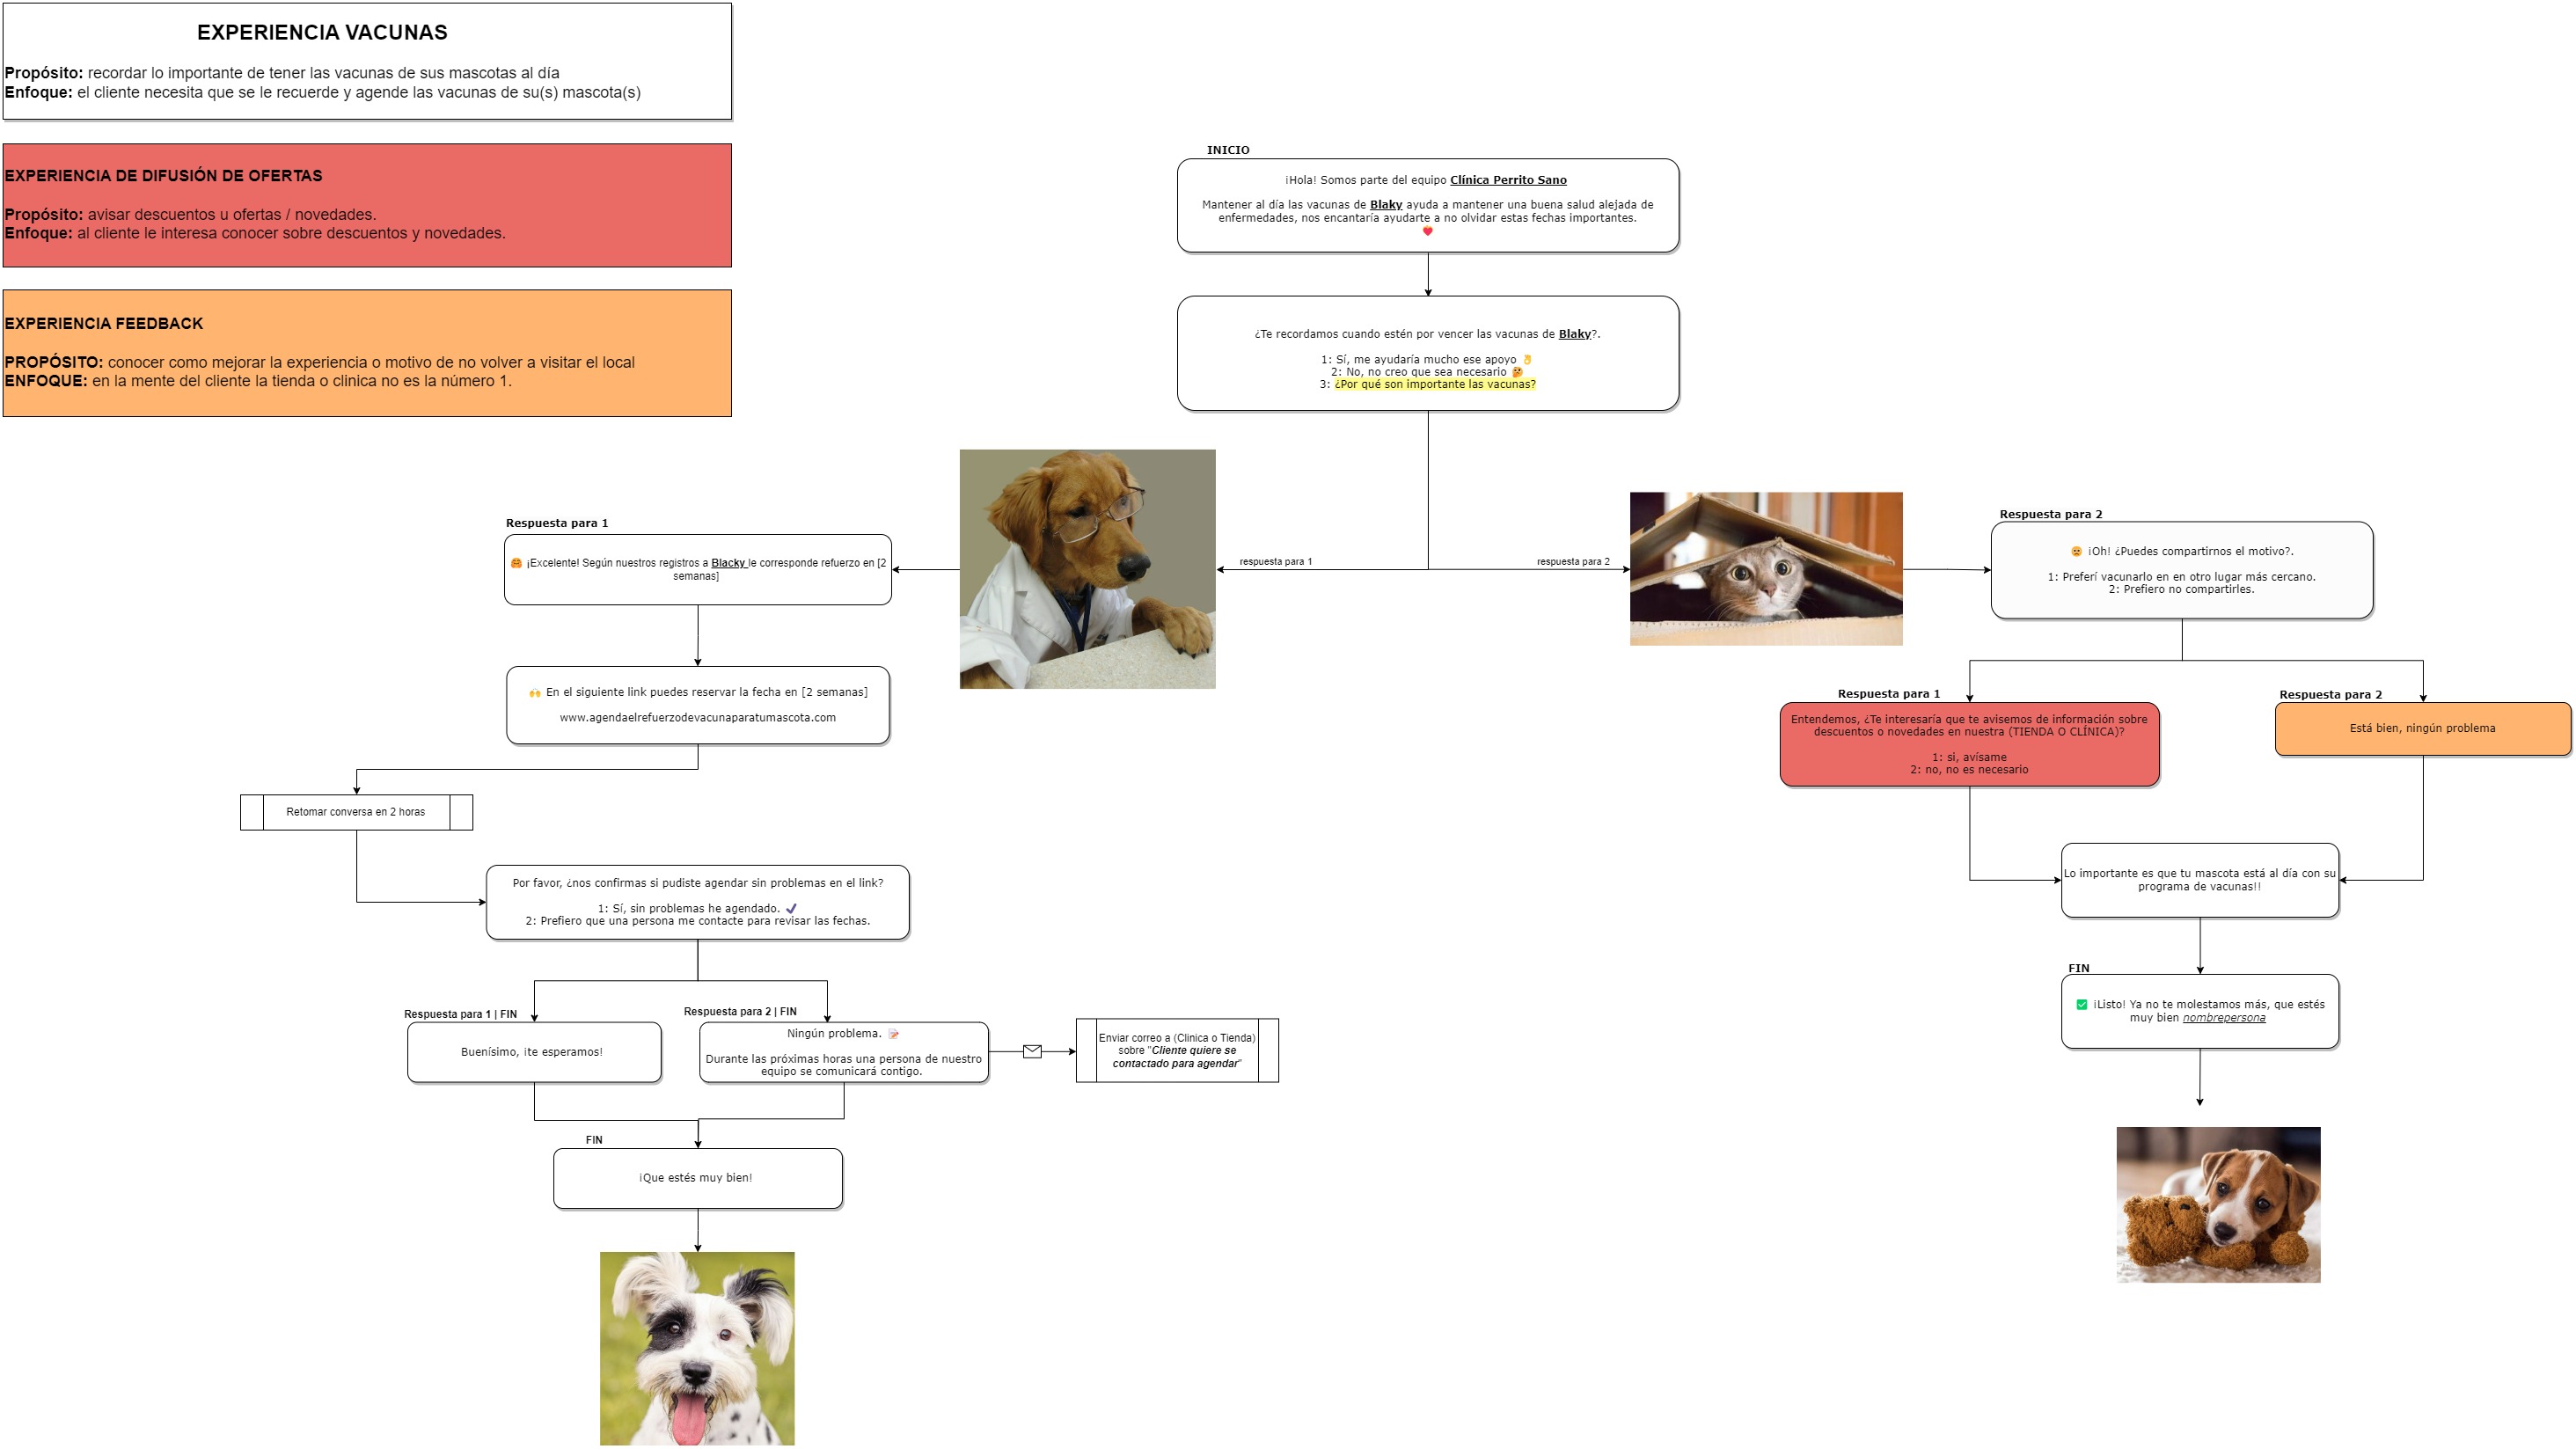 EXPERIENCIA VACUNAS
Propósito: recordar lo importante de tener las vacunas de sus mascotas al día
Enfoque: el cliente necesita que se le recuerde y agende las vacunas de su(s) mascota(s)
EXPERIENCIA DE DIFUSIÓN DE OFERTAS
Propósito: avisar descuentos u ofertas / novedades.
Enfoque: al cliente le interesa conocer sobre descuentos y novedades.
EXPERIENCIA FEEDBACK
PROPÓSITO: conocer como mejorar la experiencia o motivo de no volver a visitar el local
ENFOQUE: en la mente del cliente la tienda o clinica no es la número 1.
INICIO
¡Hola! Somos parte del equipo Clínica Perrito Sano
Mantener al día las vacunas de Blaky ayuda a mantener una buena salud alejada de
enfermedades, nos encantaría ayudarte a no olvidar estas fechas importantes.
❤️
¿Te recordamos cuando estén por vencer las vacunas de Blaky?.
1: Sí, me ayudaría mucho ese apoyo 👌
2: No, no creo que sea necesario 🤔
3: ¿Por qué son importante las vacunas?
respuesta para 1
respuesta para 2
Respuesta para 1
🤗 ¡Excelente! Según nuestros registros a Blacky le corresponde refuerzo en [2
semanas]
🙌 En el siguiente link puedes reservar la fecha en [2 semanas]
www.agendaelrefuerzodevacunaparatumascota.com
Retomar conversa en 2 horas
Por favor, ¿nos confirmas si pudiste agendar sin problemas en el link?
1: Sí, sin problemas he agendado. ✔️
2: Prefiero que una persona me contacte para revisar las fechas.
Respuesta para 1 | FIN
Buenísimo, ¡te esperamos!
Respuesta para 2 | FIN
Ningún problema. 📝
Durante las próximas horas una persona de nuestro
equipo se comunicará contigo.
Enviar correo a (Clinica o Tienda)
sobre "Cliente quiere se
contactado para agendar"
FIN
¡Que estés muy bien!
Respuesta para 2
🙁 ¡Oh! ¿Puedes compartirnos el motivo?.
1: Preferí vacunarlo en en otro lugar más cercano.
2: Prefiero no compartirles.
Respuesta para 1
Entendemos, ¿Te interesaría que te avisemos de información sobre
descuentos o novedades en nuestra (TIENDA O CLÍNICA)?
1: si, avísame
2: no, no es necesario
Respuesta para 2
Está bien, ningún problema
Lo importante es que tu mascota está al día con su
programa de vacunas!!
FIN
✅ ¡Listo! Ya no te molestamos más, que estés
muy bien nombrepersona